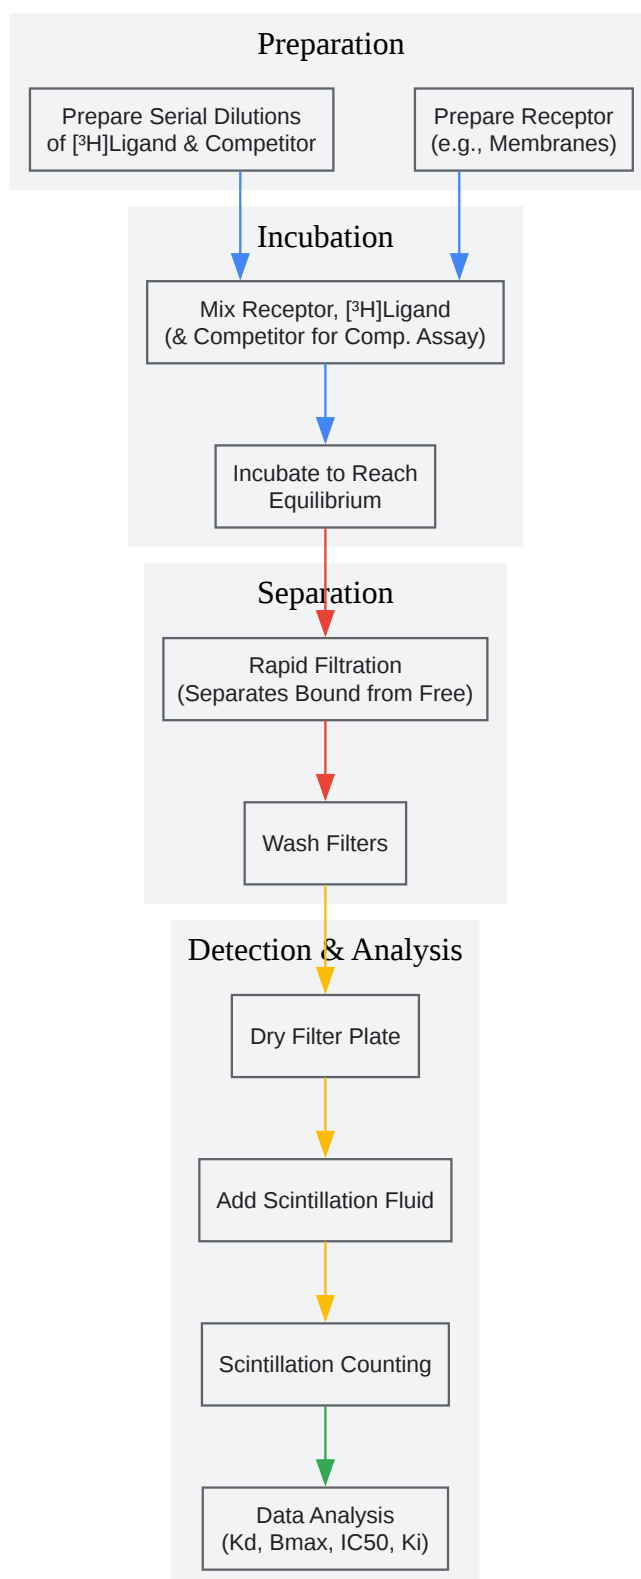 Preparation
Prepare Serial Dilutions
of [³H]Ligand & Competitor
Prepare Receptor
(e.g., Membranes)
Incubation
Mix Receptor, [³H]Ligand
(& Competitor for Comp. Assay)
Incubate to Reach
Equilibrium
Separation
Rapid Filtration
(Separates Bound from Free)
Wash Filters
Detection & Analysis
Dry Filter Plate
Add Scintillation Fluid
Scintillation Counting
Data Analysis
(Kd, Bmax, IC50, Ki)